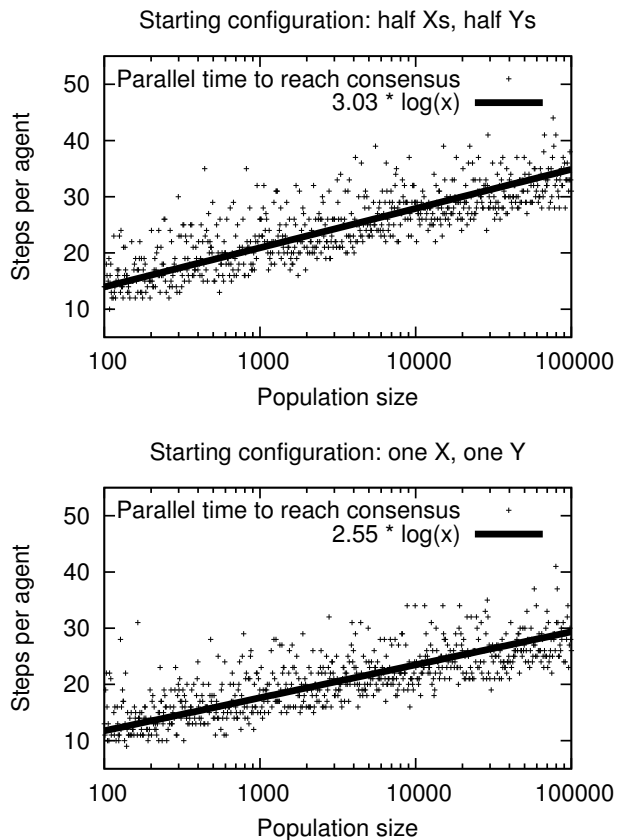 Starting configuration: half Xs, half Ys
50
40
30
20
10
Steps per agent
Parallel time to reach consensus
3.03 * log(x)
100 1000 10000 100000
Population size
Starting configuration: one X, one Y
50
40
30
20
10
Steps per agent
Parallel time to reach consensus
2.55 * log(x)
100 1000 10000 100000
Population size